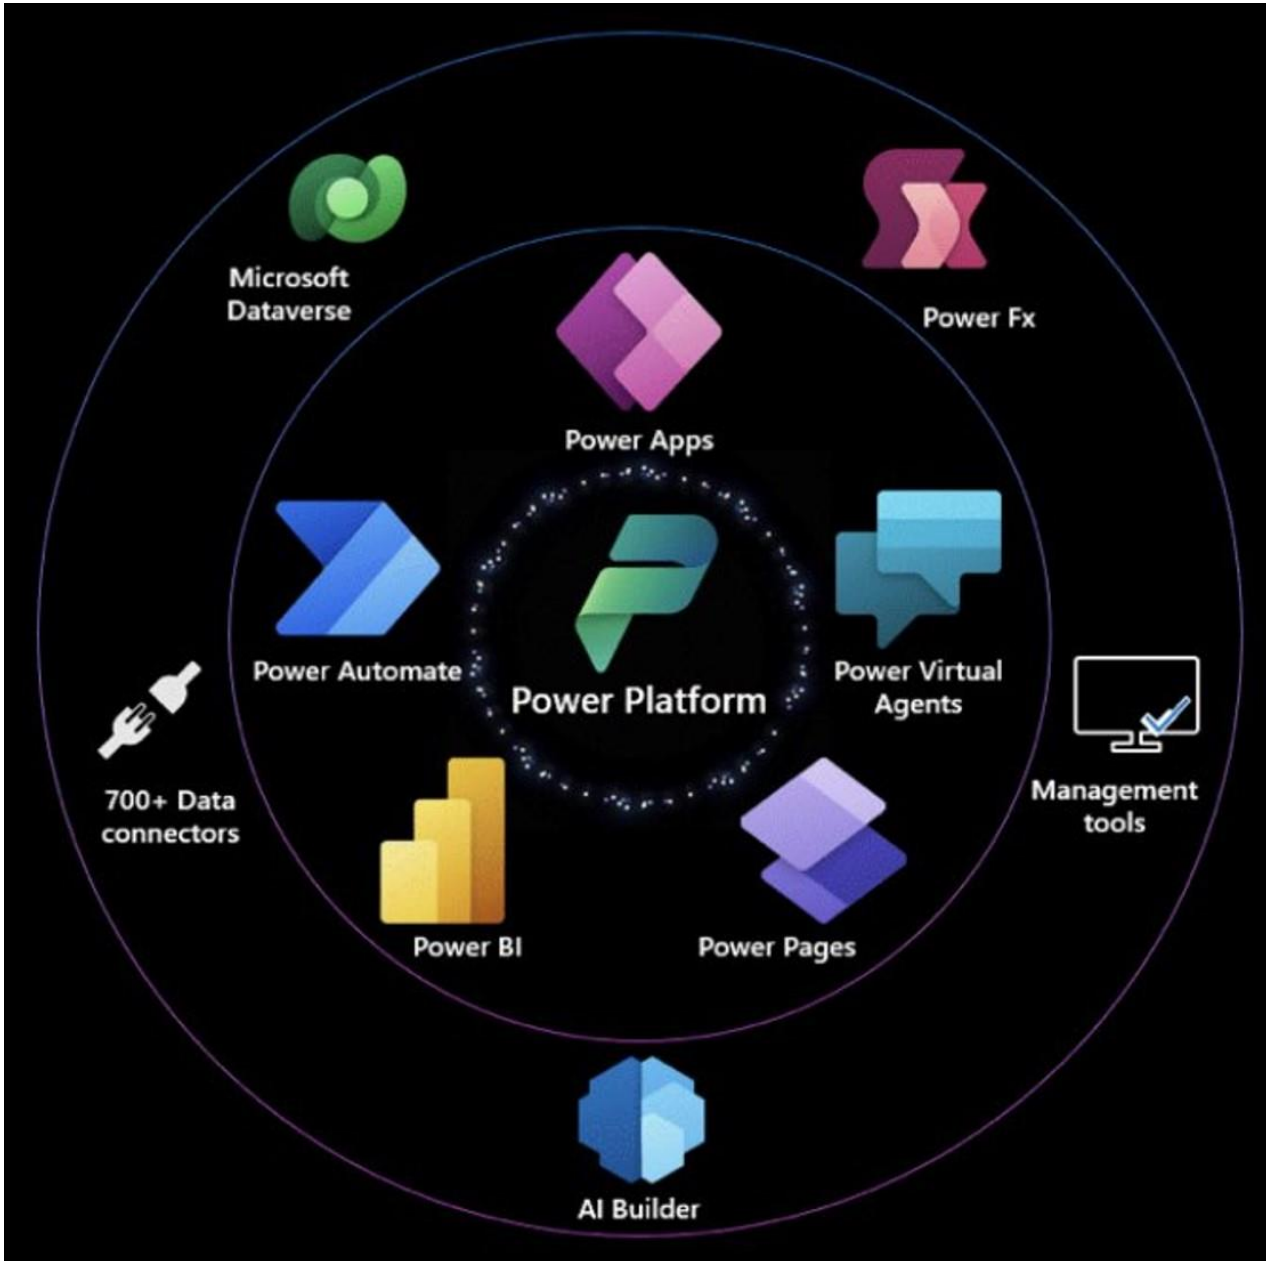 Microsoft
Dataverse
Power Fx
Power Apps
Power Automate
Power Platform
Power Virtual
Agents
700+ Data
connectors
Management
tools
Power BI
Power Pages
AI Builder